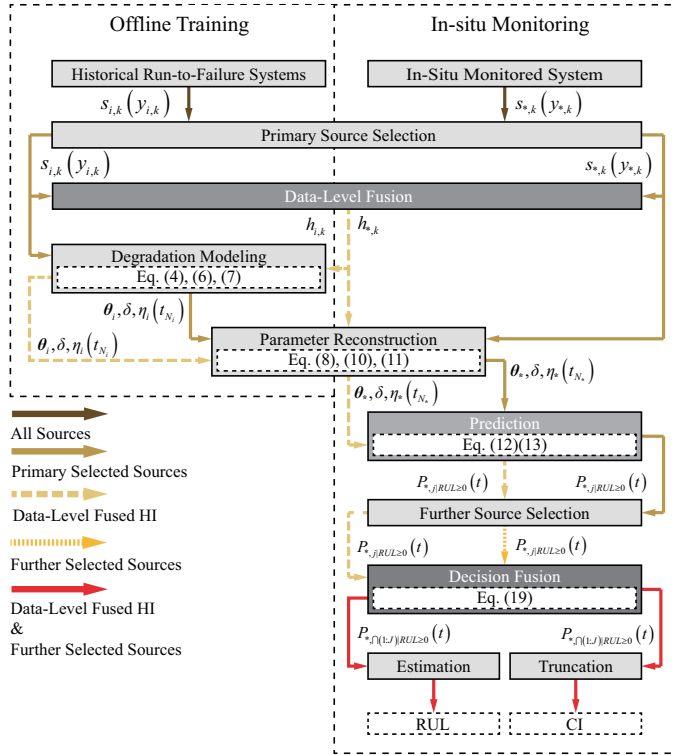 Offline Training
In-situ Monitoring
Historical Run-to-Failure Systems
In-Situ Monitored System
s_{i,k}(y_{i,k})
s_{*,k}(y_{*,k})
Primary Source Selection
s_{i,k}(y_{i,k})
s_{*,k}(y_{*,k})
Data-Level Fusion
h_{i,k}
h_{*,k}
Degradation Modeling
Eq. (4), (6), (7)
θ_i, δ, η_i(t_{N_i})
θ_i, δ, η_i(t_{N_i})
Parameter Reconstruction
Eq. (8), (10), (11)
θ_*, δ, η_*(t_{N_*})
θ_*, δ, η_*(t_{N_*})
Prediction
Eq. (12)(13)
P_{*,j|RUL≥0}(t)
P_{*,j|RUL≥0}(t)
Further Source Selection
P_{*,j|RUL≥0}(t)
P_{*,j|RUL≥0}(t)
Decision Fusion
Eq. (19)
P_{*,∩(1:J)|RUL≥0}(t)
P_{*,∩(1:J)|RUL≥0}(t)
Estimation
Truncation
RUL
CI
All Sources
Primary Selected Sources
Data-Level Fused HI
Further Selected Sources
Data-Level Fused HI
&
Further Selected Sources